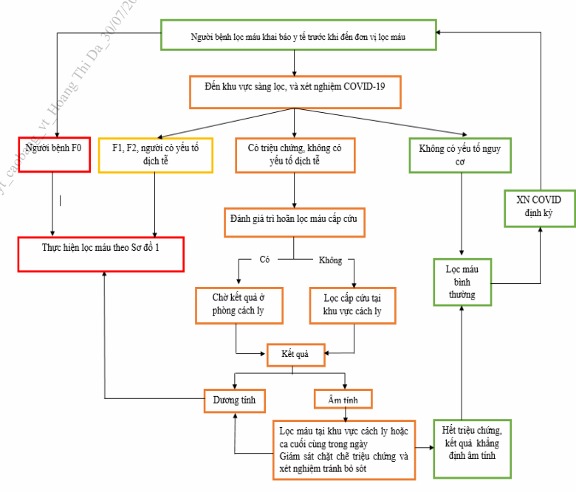 Người bệnh lọc máu khai báo y tế trước khi đến đơn vị lọc máu
Đến khu vực sàng lọc, và xét nghiệm COVID-19
Người bệnh F0
F1, F2, người có yếu tố
dịch tễ
Có triệu chứng, không có
yếu tố dịch tễ
Không có yếu tố nguy
cơ
XN COVID
định kỳ
Đánh giá trì hoãn lọc máu cấp cứu
Thực hiện lọc máu theo Sơ đồ 1
Có
Không
Lọc máu
bình
thường
Chờ kết quả ở
phòng cách ly
Lọc cấp cứu tại
khu vực cách ly
Kết quả
Dương tính
Âm tính
Lọc máu tại khu vực cách ly hoặc
ca cuối cùng trong ngày
Giám sát chặt chẽ triệu chứng và
xét nghiệm tránh bỏ sót
Hết triệu chứng,
kết quả khẳng
định âm tính
vt_Hoang Thi Da_30/07/20